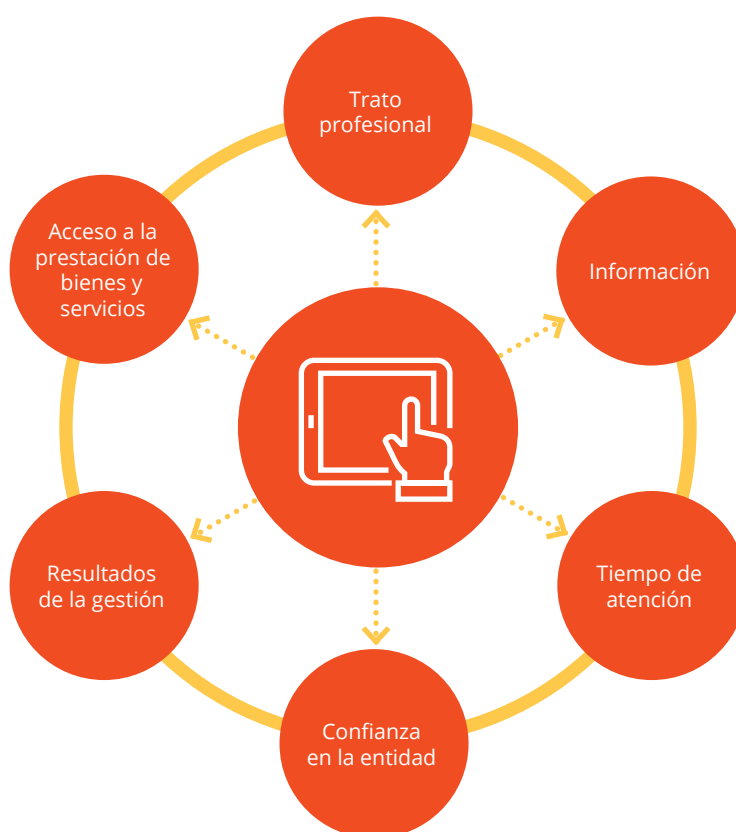 Trato
profesional
Información
Tiempo de
atención
Confianza
en la entidad
Resultados
de la gestión
Acceso a la
prestación de
bienes y
servicios